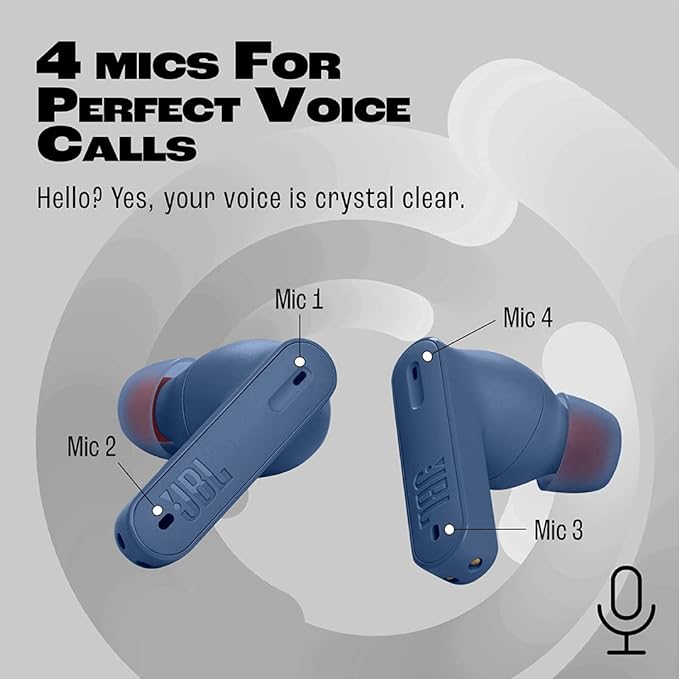 4 MICS FOR
PERFECT VOICE
CALLS
Hello? Yes, your voice is crystal clear.
Mic 1
Mic 4
Mic 2
JBL
JBL
Mic 3